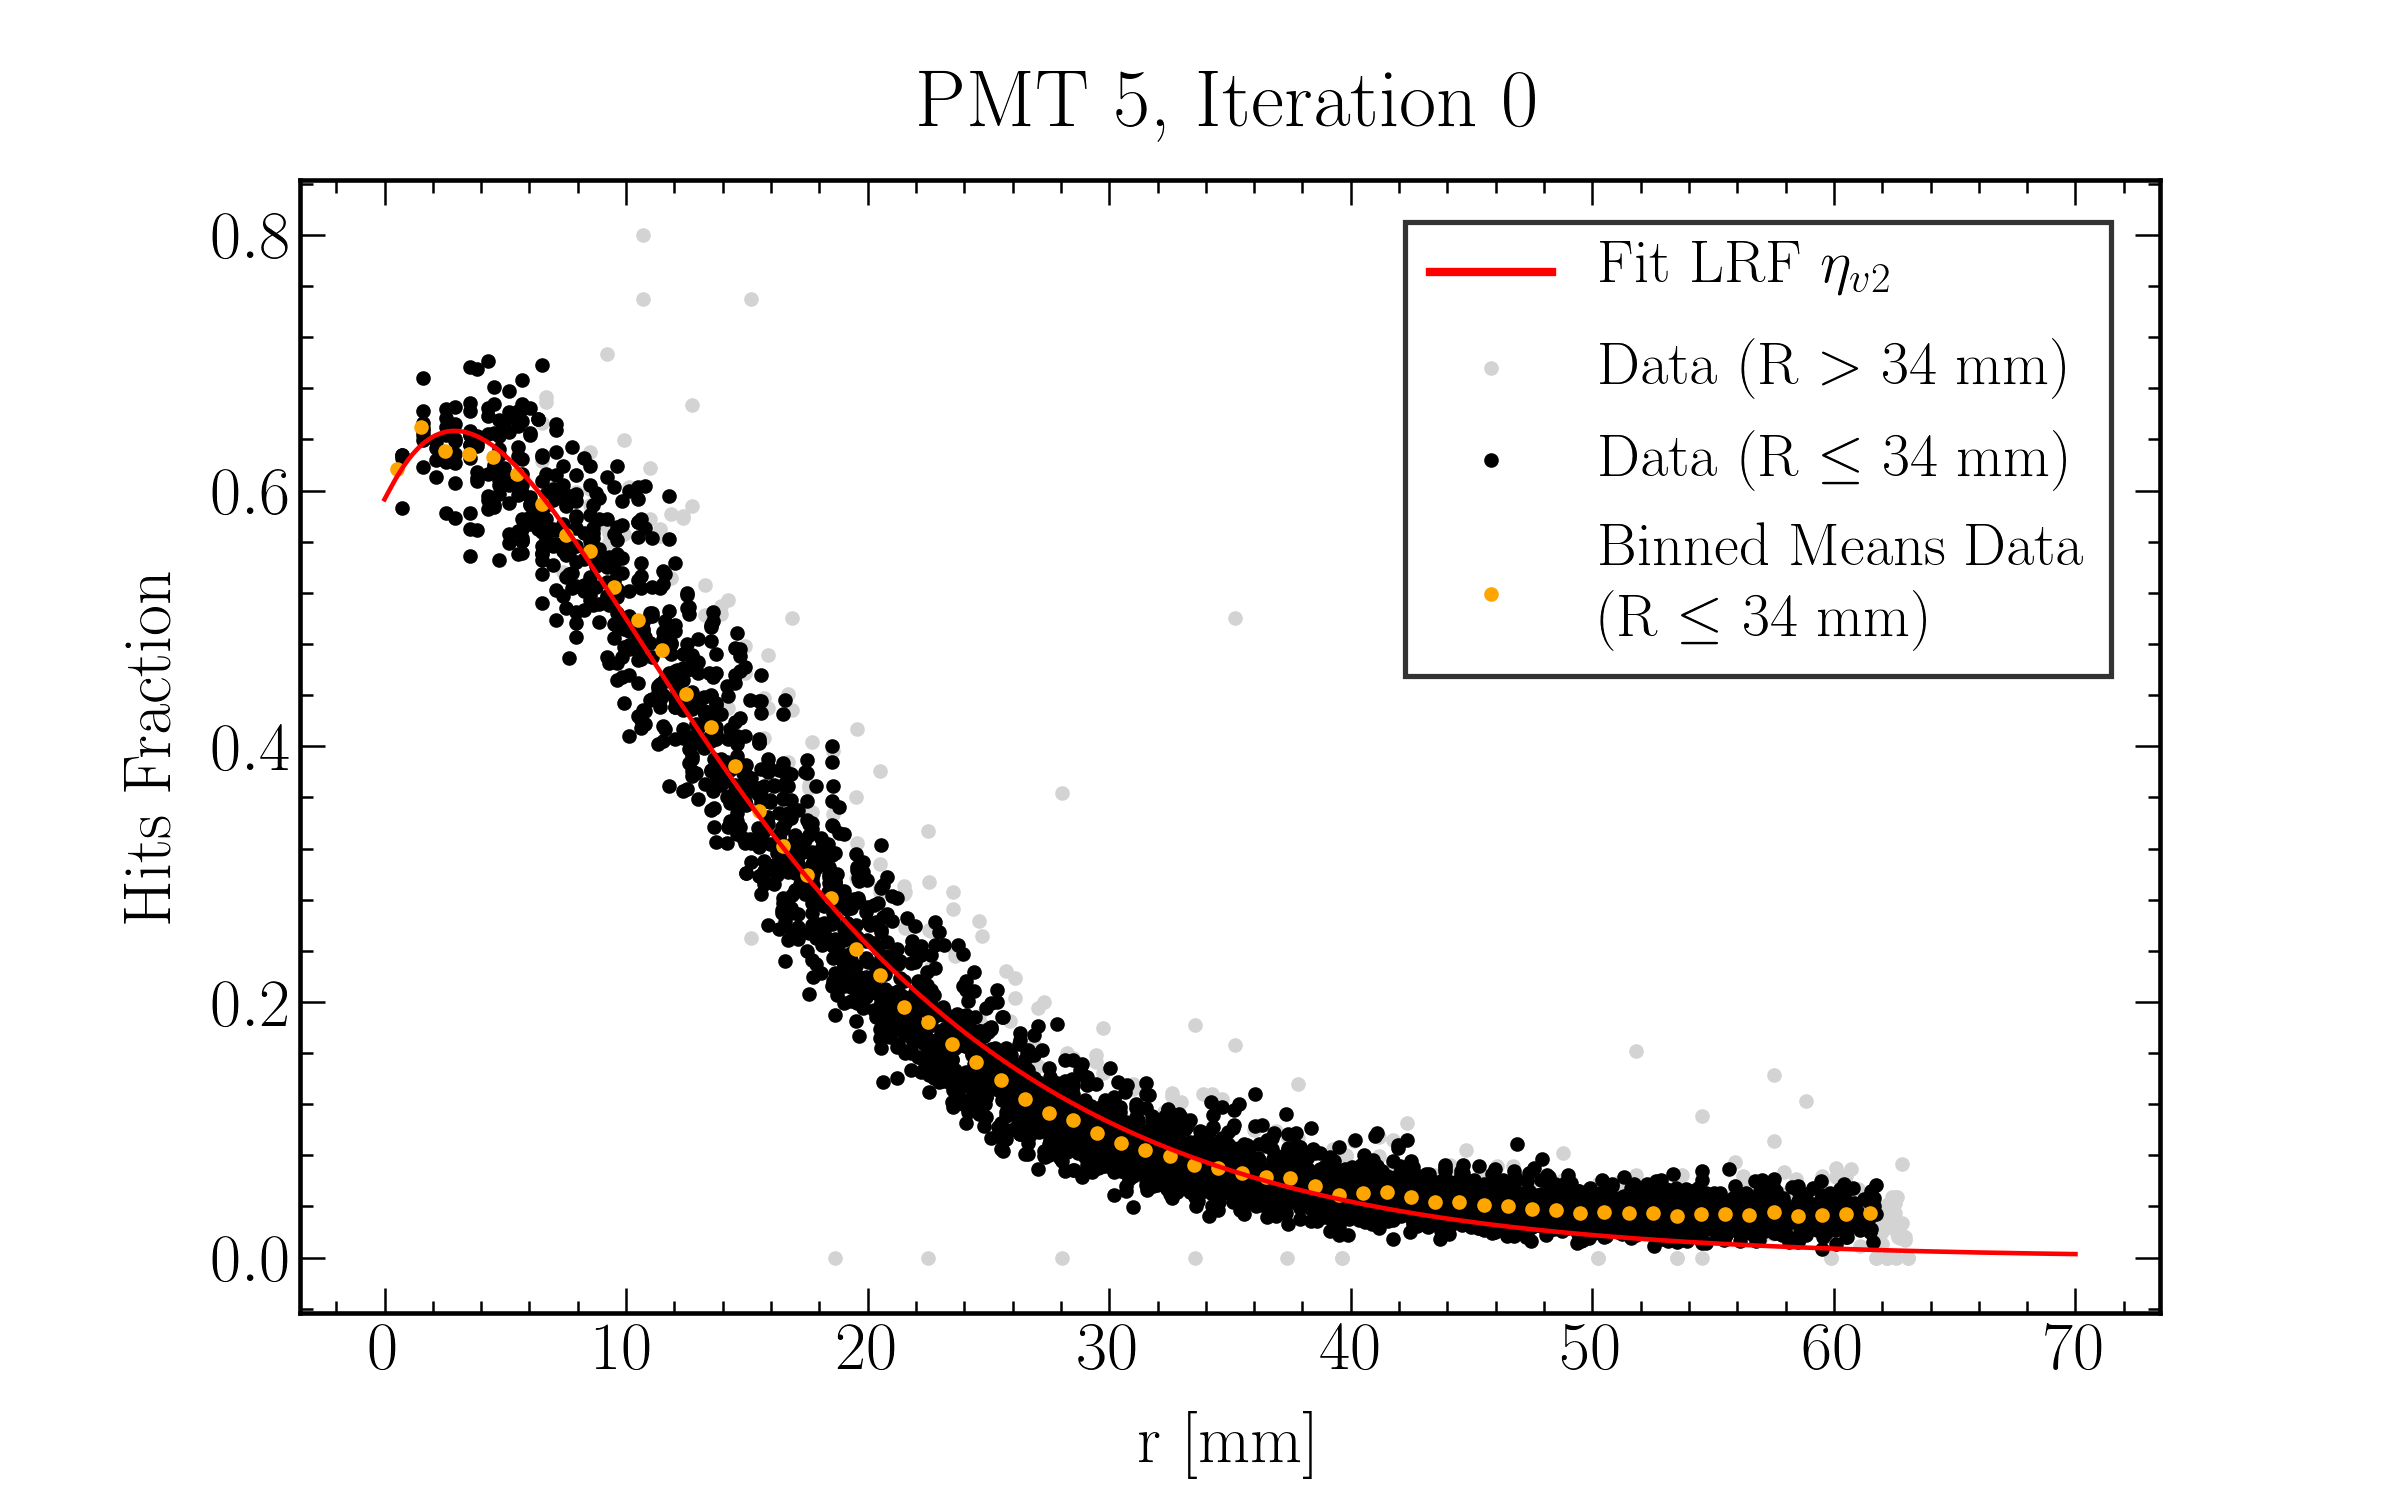 PMT 5, Iteration 0
Fit LRF η_{v2}
Data (R > 34 mm)
Data (R ≤ 34 mm)
Binned Means Data
(R ≤ 34 mm)
Hits Fraction
0.8
0.6
0.4
0.2
0.0
0 10 20 30 40 50 60 70
r [mm]